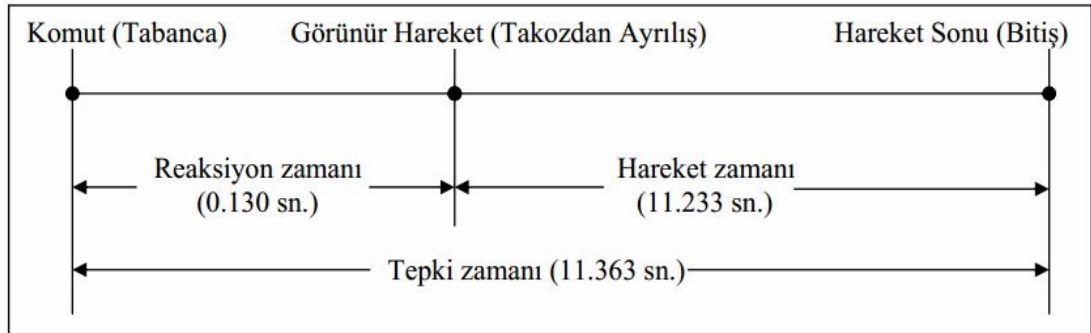 Komut (Tabanca)
Görünür Hareket (Takozdan Ayrılış)
Hareket Sonu (Bitiş)
Reaksiyon zamanı
(0.130 sn.)
Hareket zamanı
(11.233 sn.)
Tepki zamanı (11.363 sn.)